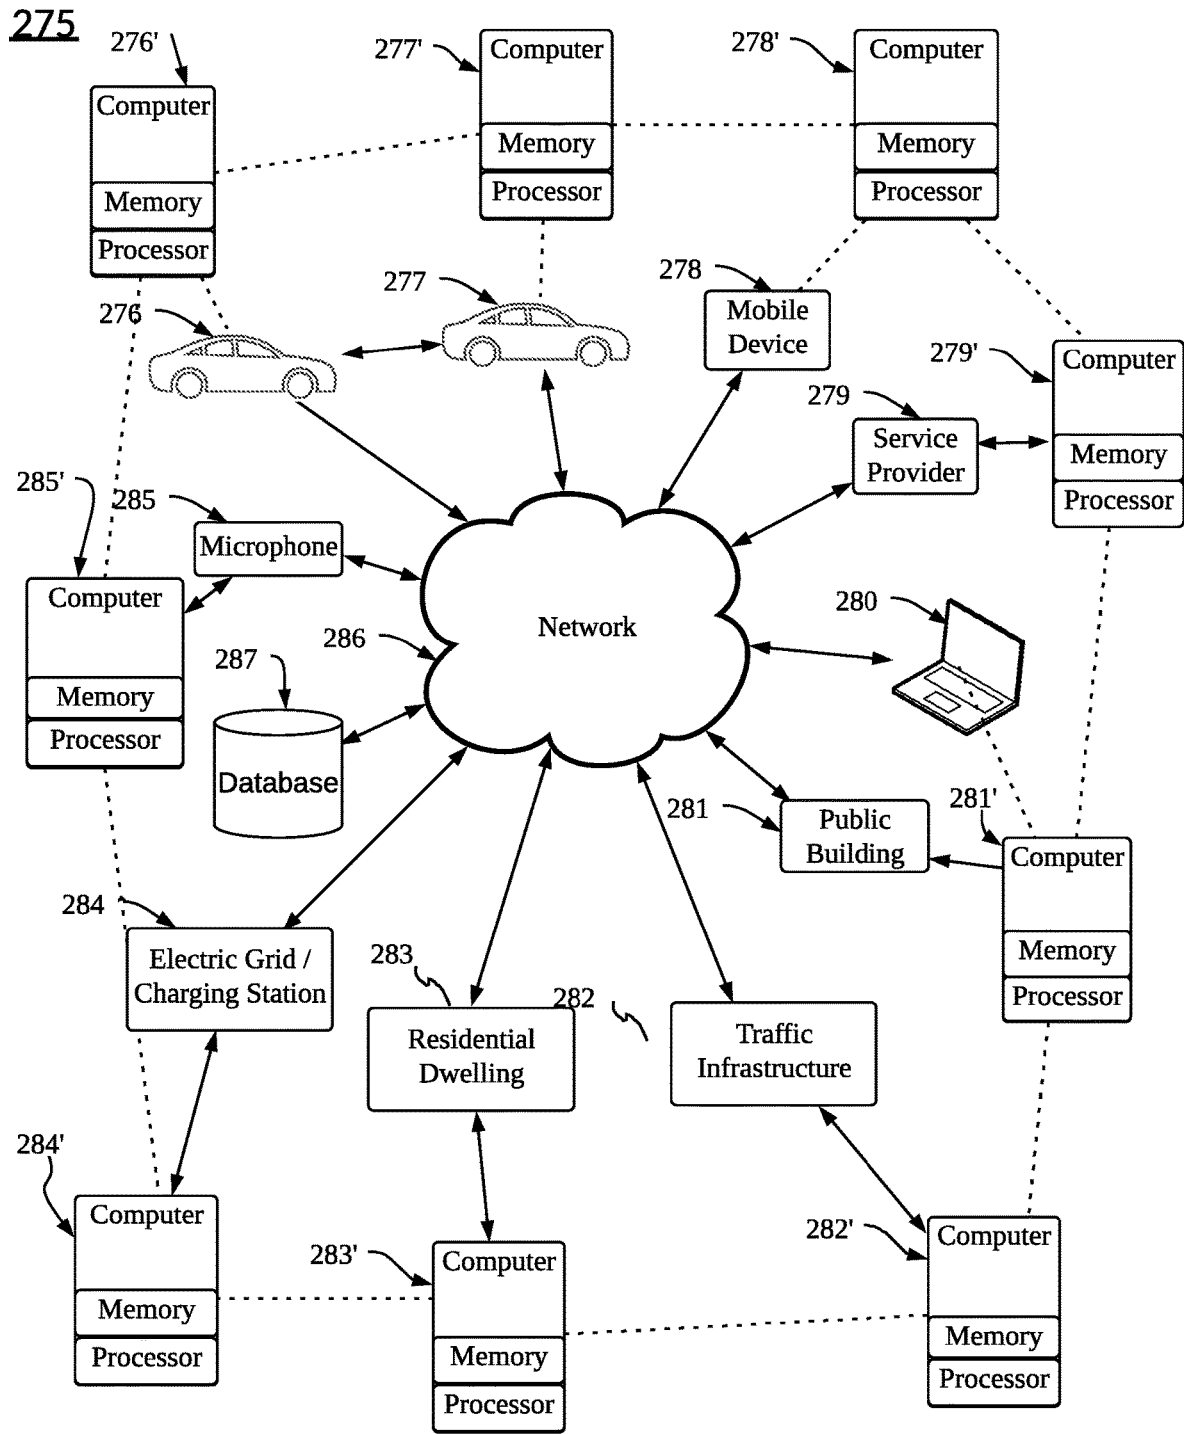 275
276'
Computer
Memory
Processor
277'
Computer
Memory
Processor
278'
Computer
Memory
Processor
276
277
278
Mobile
Device
279'
Computer
Memory
Processor
279
Service
Provider
285'
285
Microphone
Computer
Memory
Processor
286
Network
280
287
Database
281
Public
Building
281'
Computer
Memory
Processor
284
Electric Grid /
Charging Station
283
Residential
Dwelling
282
Traffic
Infrastructure
284'
Computer
Memory
Processor
283'
Computer
Memory
Processor
282'
Computer
Memory
Processor